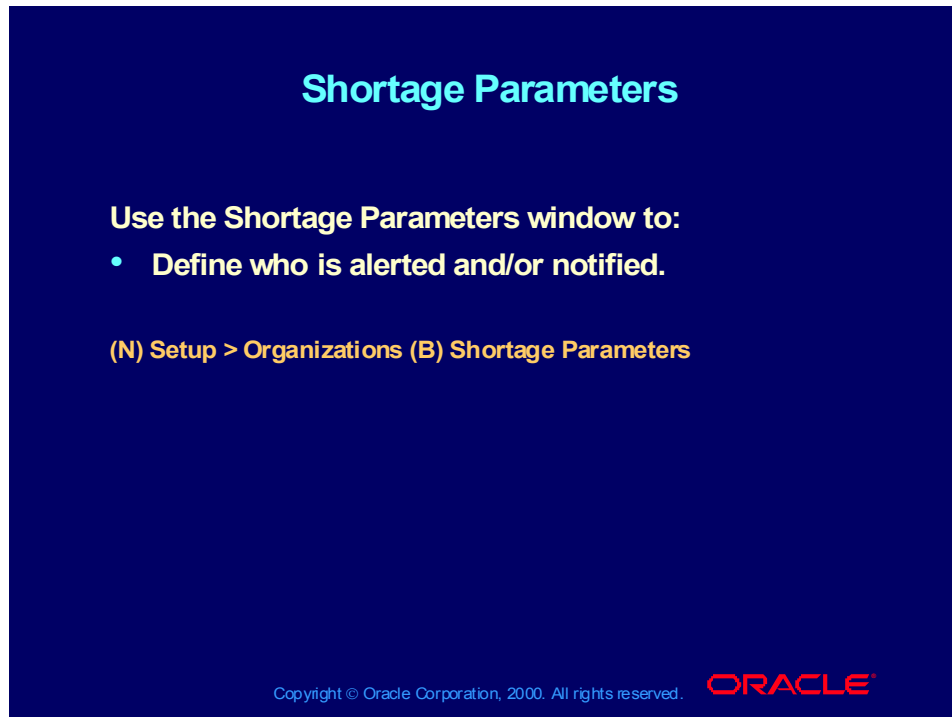 Shortage Parameters
Use the Shortage Parameters window to:
• Define who is alerted and/or notified.
(N) Setup > Organizations (B) Shortage Parameters
Copyright © Oracle Corporation, 2000. All rights reserved.
ORACLE®